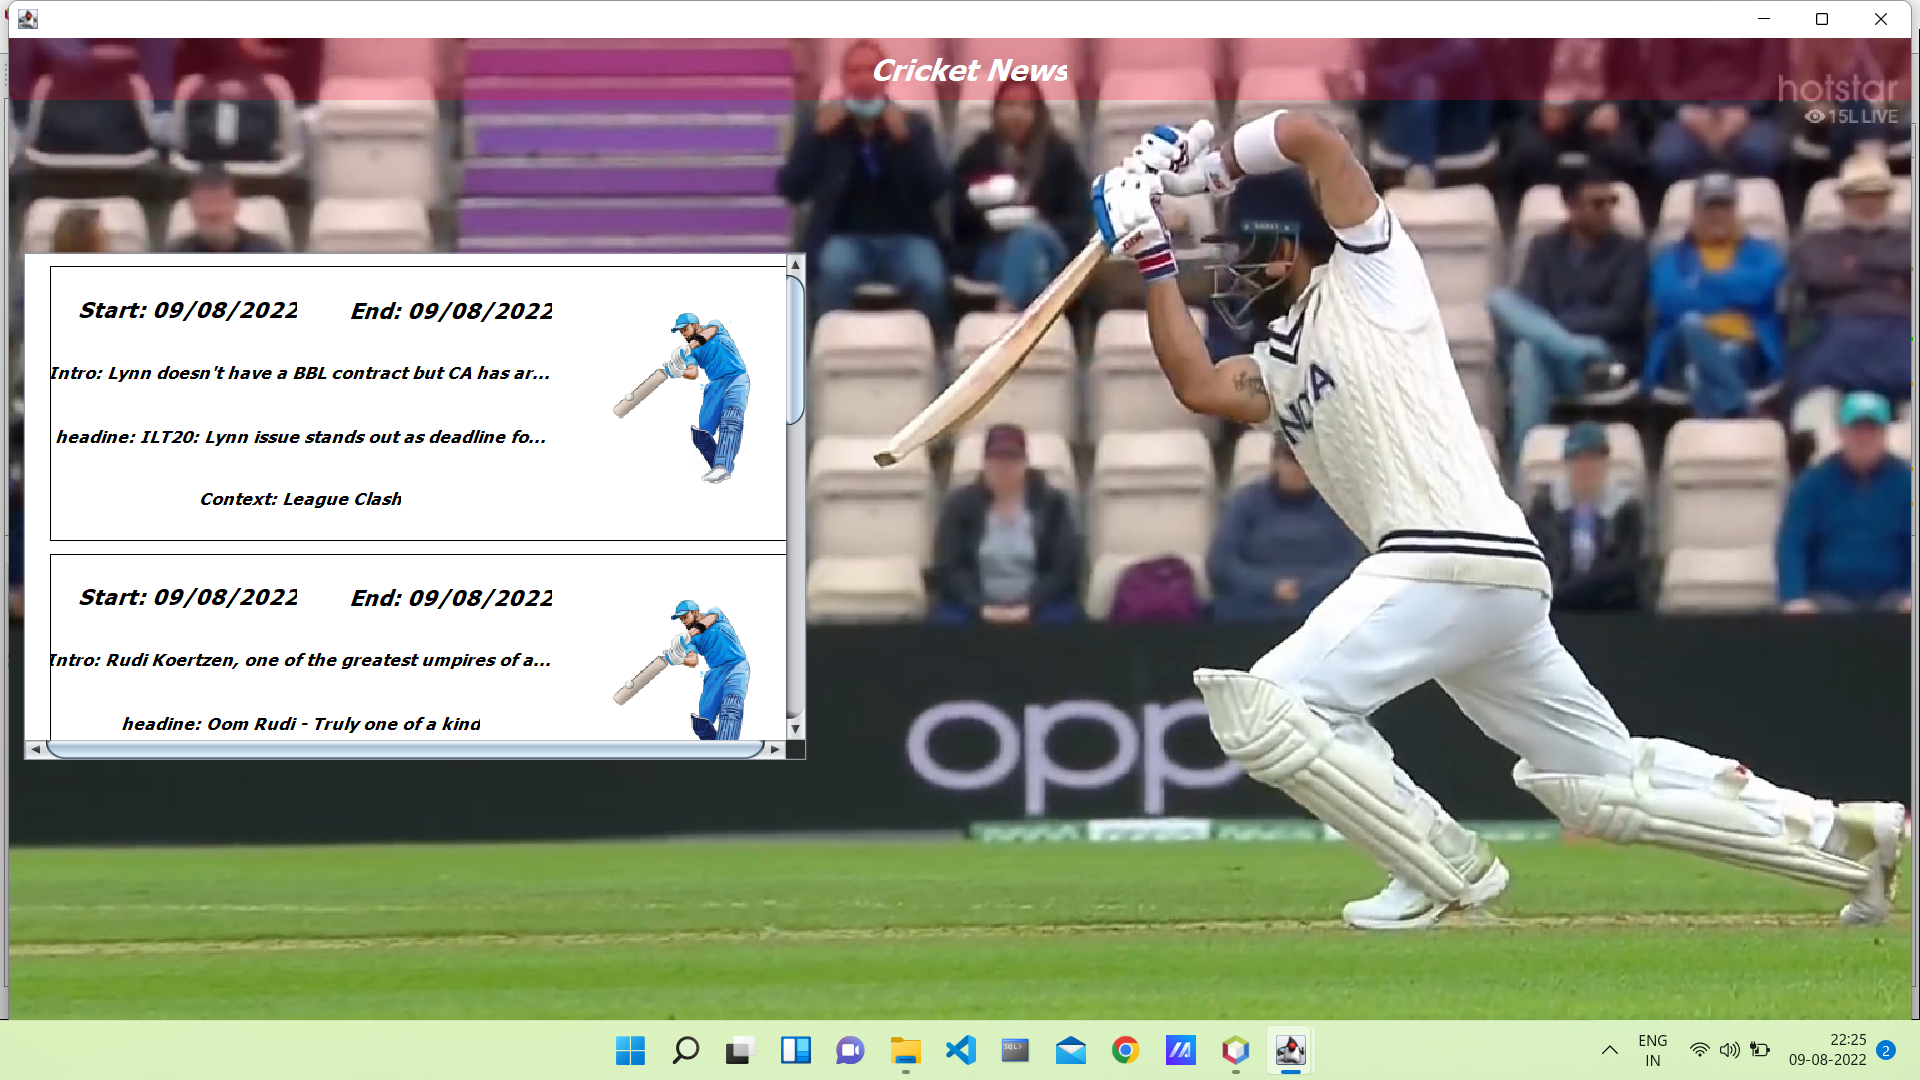 Cricket News
hotstar
15L LIVE
Start: 09/08/2022 End: 09/08/2022
Intro: Lynn doesn't have a BBL contract but CA has ar...
headine: ILT20: Lynn issue stands out as deadline fo...
Context: League Clash
Start: 09/08/2022 End: 09/08/2022
Intro: Rudi Koertzen, one of the greatest umpires of a...
headine: Oom Rudi - Truly one of a kind
oppo
SQL>
ENG
IN
22:25
09-08-2022
2